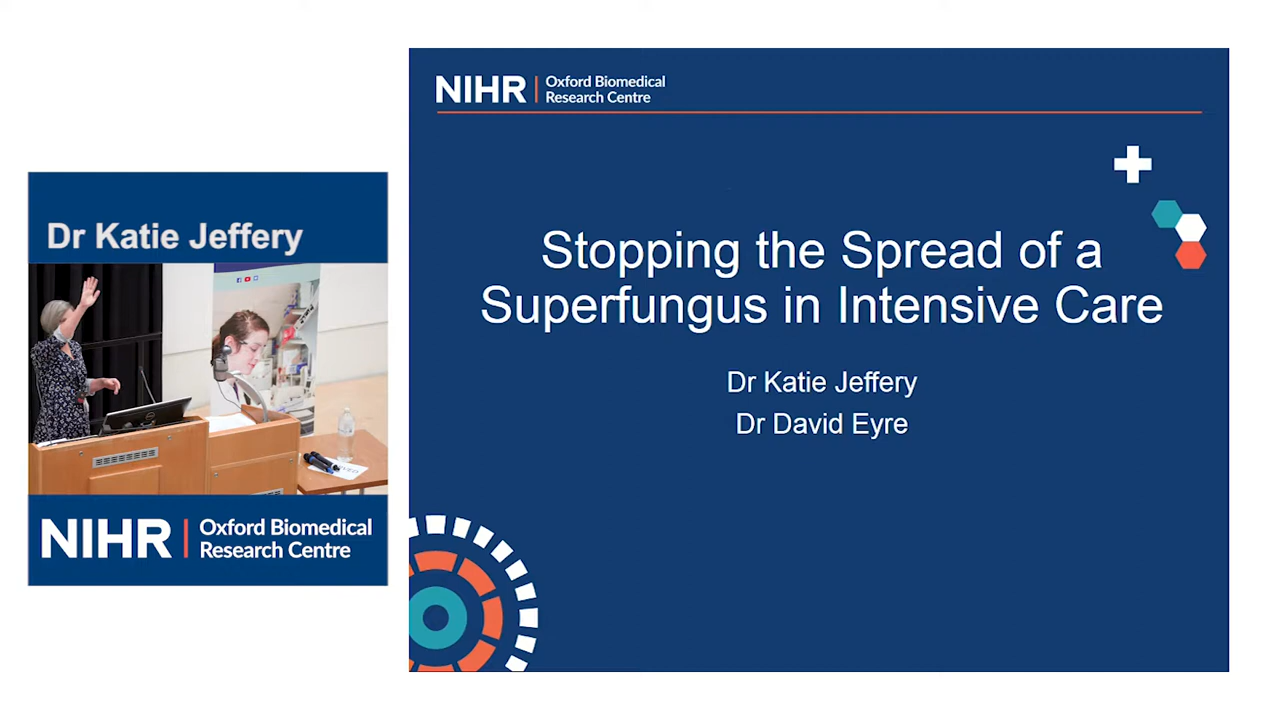 Dr Katie Jeffery
NIHR
Oxford Biomedical
Research Centre
NIHR
Oxford Biomedical
Research Centre
Stopping the Spread of a
Superfungus in Intensive Care
Dr Katie Jeffery
Dr David Eyre